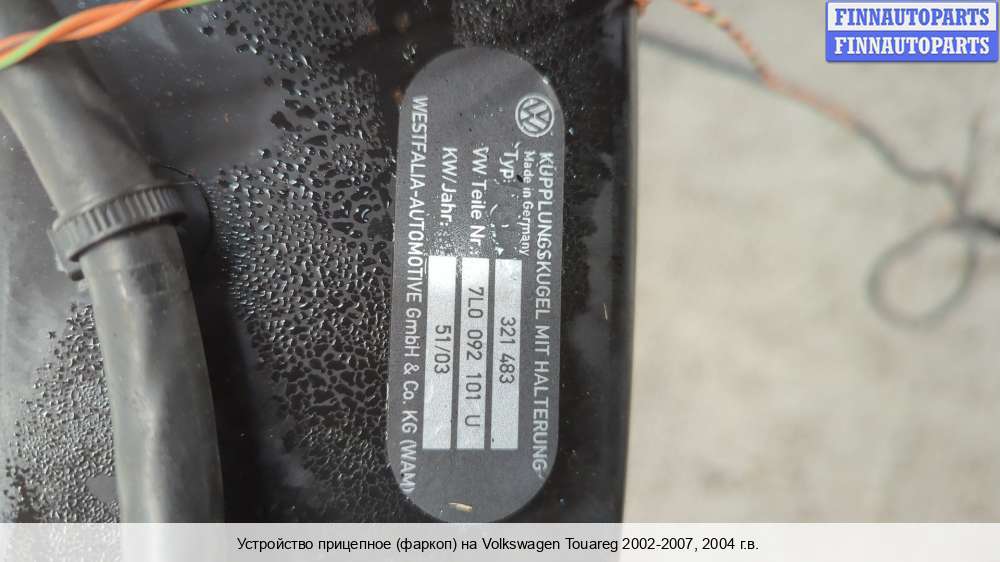 FINNAUTOPARTS
FINNAUTOPARTS
KUPPLUNGSKUGEL MIT HALTERUNG
Made in Germany
Typ: 321 483
VW Teile Nr 7L0 092 101 U
KW/Jahr: 51/03
WESTFALIA-AUTOMOTIVE GmbH & Co. KG (WAM)
Устройство прицепное (фаркоп) на Volkswagen Touareg 2002-2007, 2004 г.в.